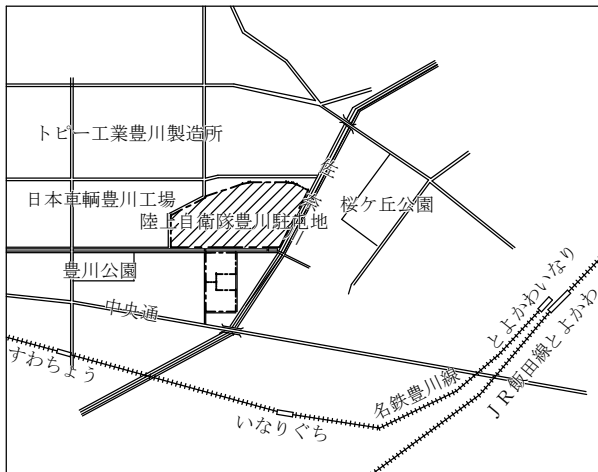 トピー工業豊川製造所
佐奈川
日本車輌豊川工場
陸上自衛隊豊川駐屯地
桜ケ丘公園
豊川公園
中央通
とよかわいなり
JR飯田線とよかわ
名鉄豊川線
すわちょう
いなりぐち